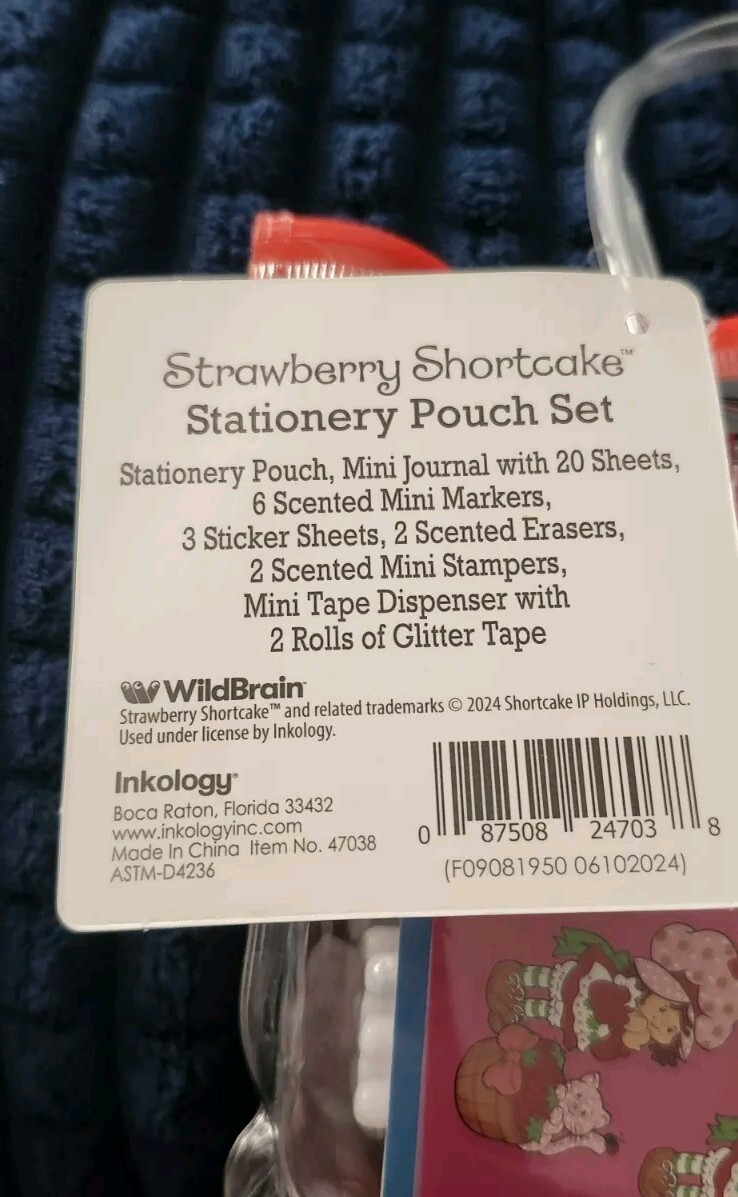 Strawberry Shortcake™
Stationery Pouch Set
Stationery Pouch, Mini Journal with 20 Sheets,
6 Scented Mini Markers,
3 Sticker Sheets, 2 Scented Erasers,
2 Scented Mini Stampers,
Mini Tape Dispenser with
2 Rolls of Glitter Tape
WildBrain™
Strawberry Shortcake™ and related trademarks © 2024 Shortcake IP Holdings, LLC.
Used under license by Inkology.
Inkology®
Boca Raton, Florida 33432
www.inkologyinc.com
Made In China Item No. 47038
ASTM-D4236
0 87508 24703 8
(F09081950 06102024)